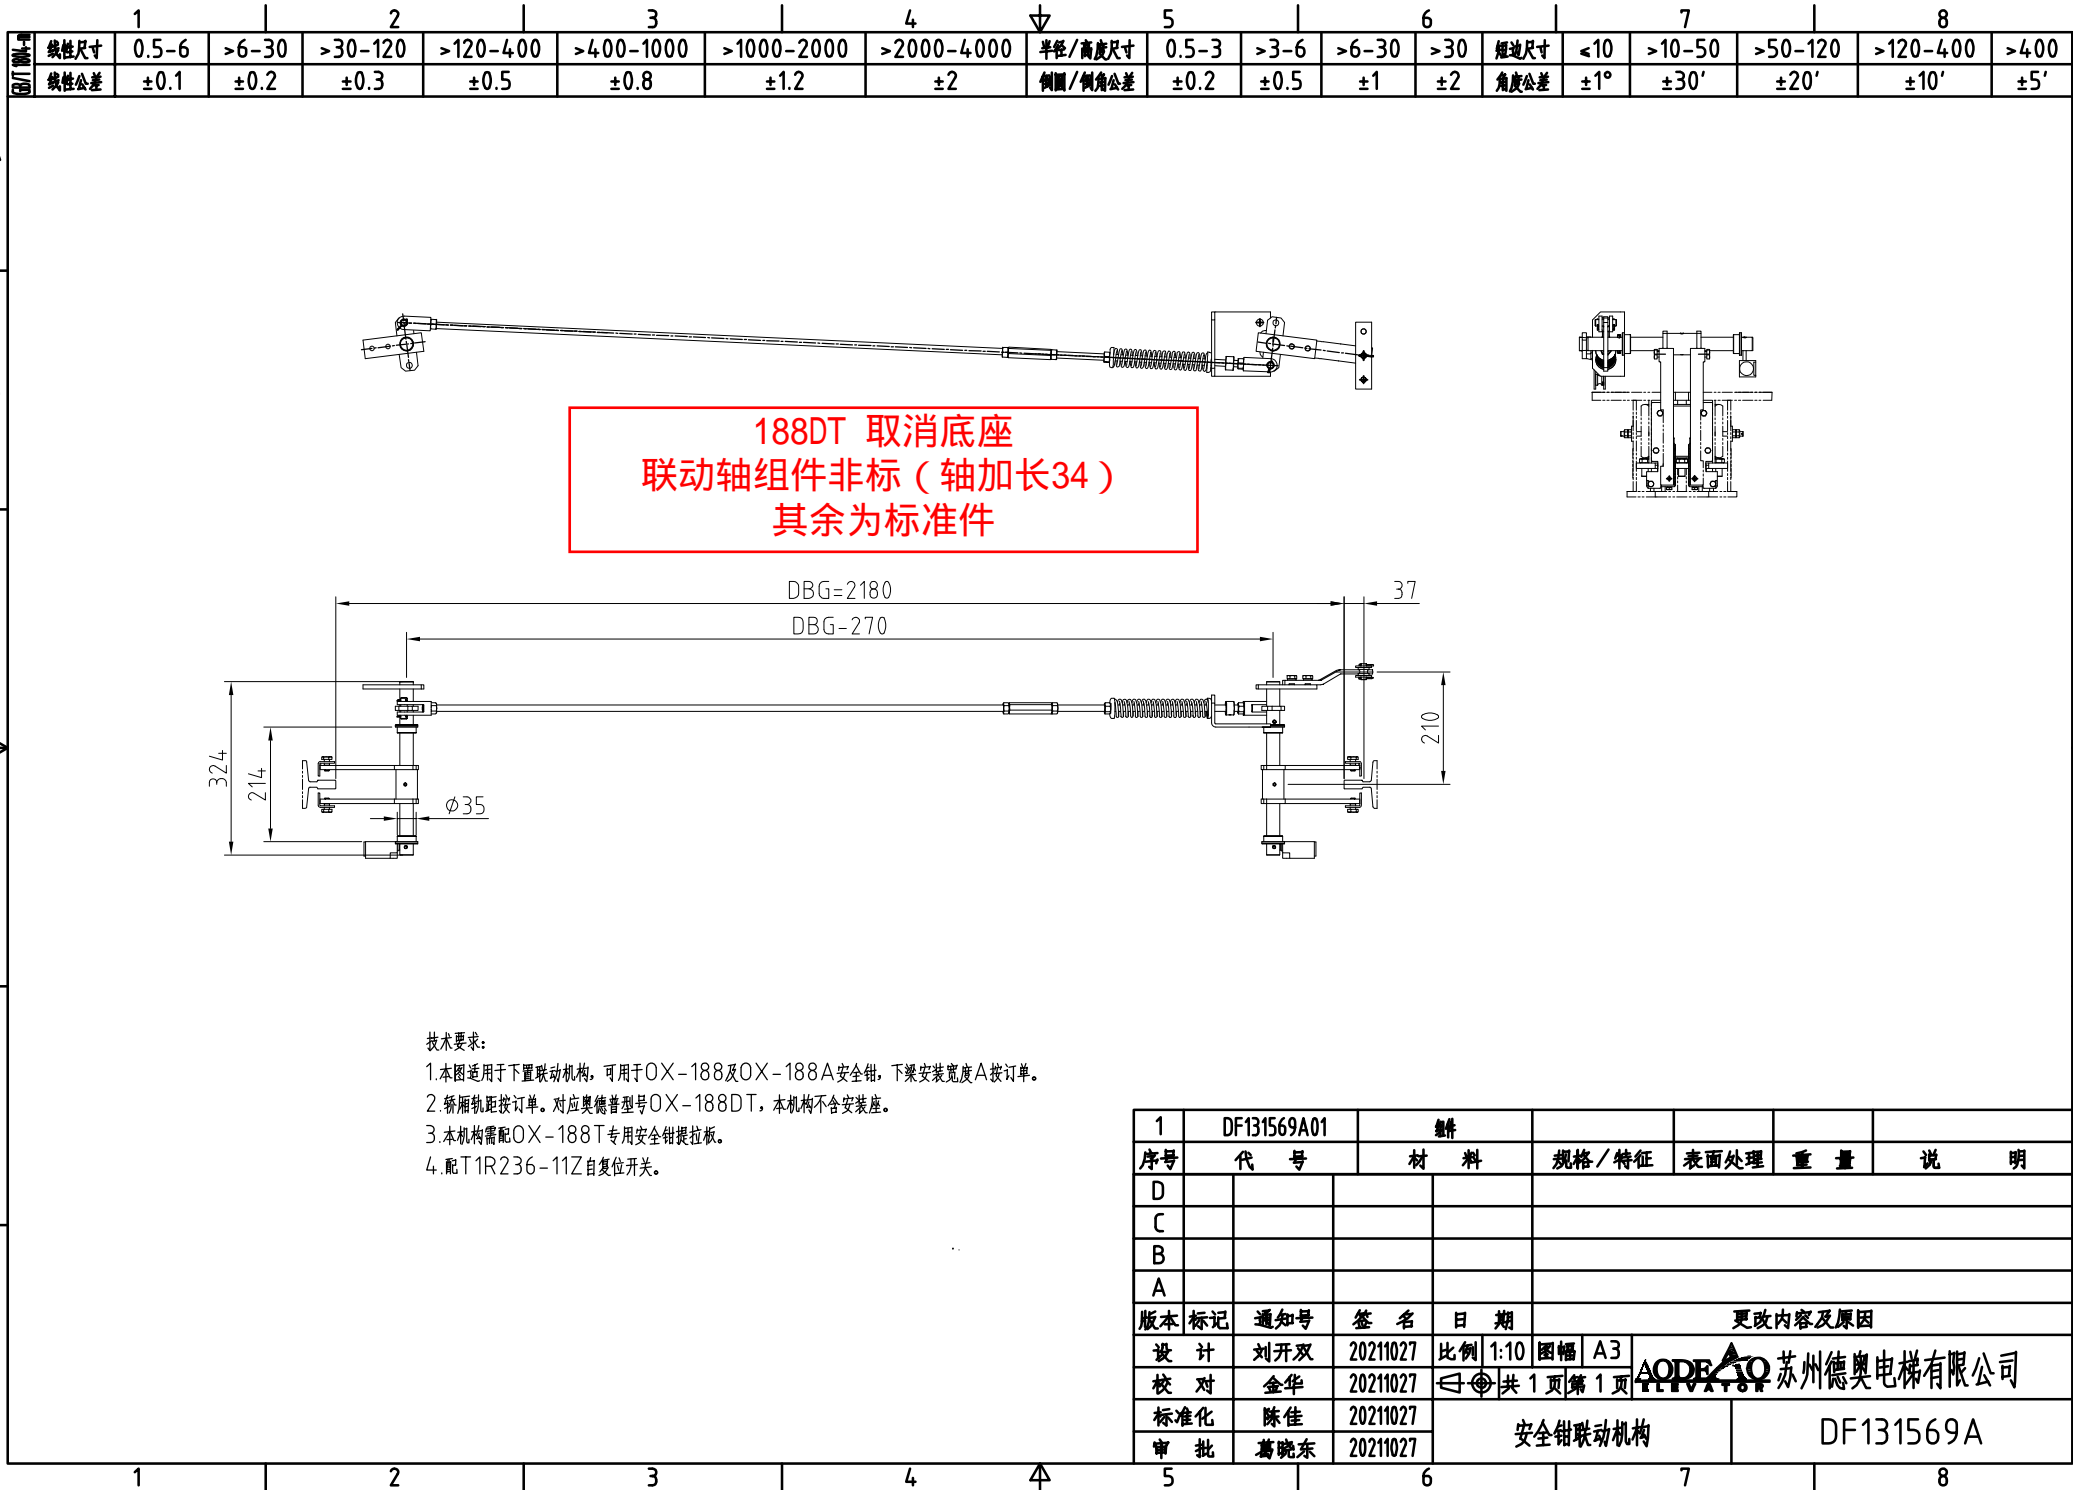 1 2 3 4 5 6 7 8
GB/T 1804-m
线性尺寸 0.5-6 >6-30 >30-120 >120-400 >400-1000 >1000-2000 >2000-4000 半径/高度尺寸 0.5-3 >3-6 >6-30 >30 短边尺寸 ≤10 >10-50 >50-120 >120-400 >400
线性公差 ±0.1 ±0.2 ±0.3 ±0.5 ±0.8 ±1.2 ±2 倒圆/倒角公差 ±0.2 ±0.5 ±1 ±2 角度公差 ±1° ±30′ ±20′ ±10′ ±5′
188DT 取消底座
联动轴组件非标（轴加长34）
其余为标准件
DBG=2180
37
DBG-270
324
214
210
ϕ35
技术要求:
1.本图适用于下置联动机构, 可用于OX-188及OX-188A安全钳, 下梁安装宽度A按订单。
2.轿厢轨距按订单。对应奥德普型号OX-188DT, 本机构不含安装座。
3.本机构需配OX-188T专用安全钳提拉板。
4.配T1R236-11Z自复位开关。
1 DF131569A01 组件
序号 代 号 材 料 规格/特征 表面处理 重 量 说 明
D
C
B
A
版本 标记 通知号 签 名 日 期 更改内容及原因
设 计 刘开双 20211027 比例 1:10 图幅 A3
校 对 金华 20211027 共 1 页 第 1 页
AODEAO ELEVATOR 苏州德奥电梯有限公司
标准化 陈佳 20211027
审 批 葛晓东 20211027
安全钳联动机构 DF131569A
1 2 3 4 5 6 7 8